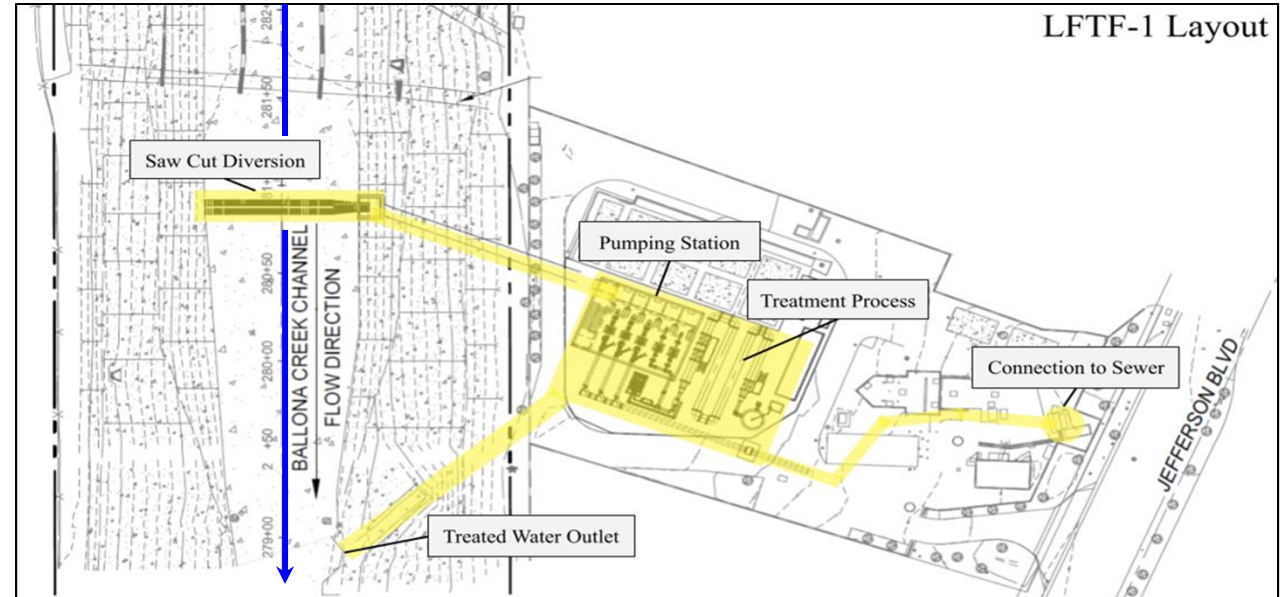 LFTF-1 Layout
282+
281+50
Saw Cut Diversion
280+50
280+00
+50
279+00
BALLONA CREEK CHANNEL
FLOW DIRECTION
Pumping Station
Treatment Process
Connection to Sewer
JEFFERSON BLVD
Treated Water Outlet